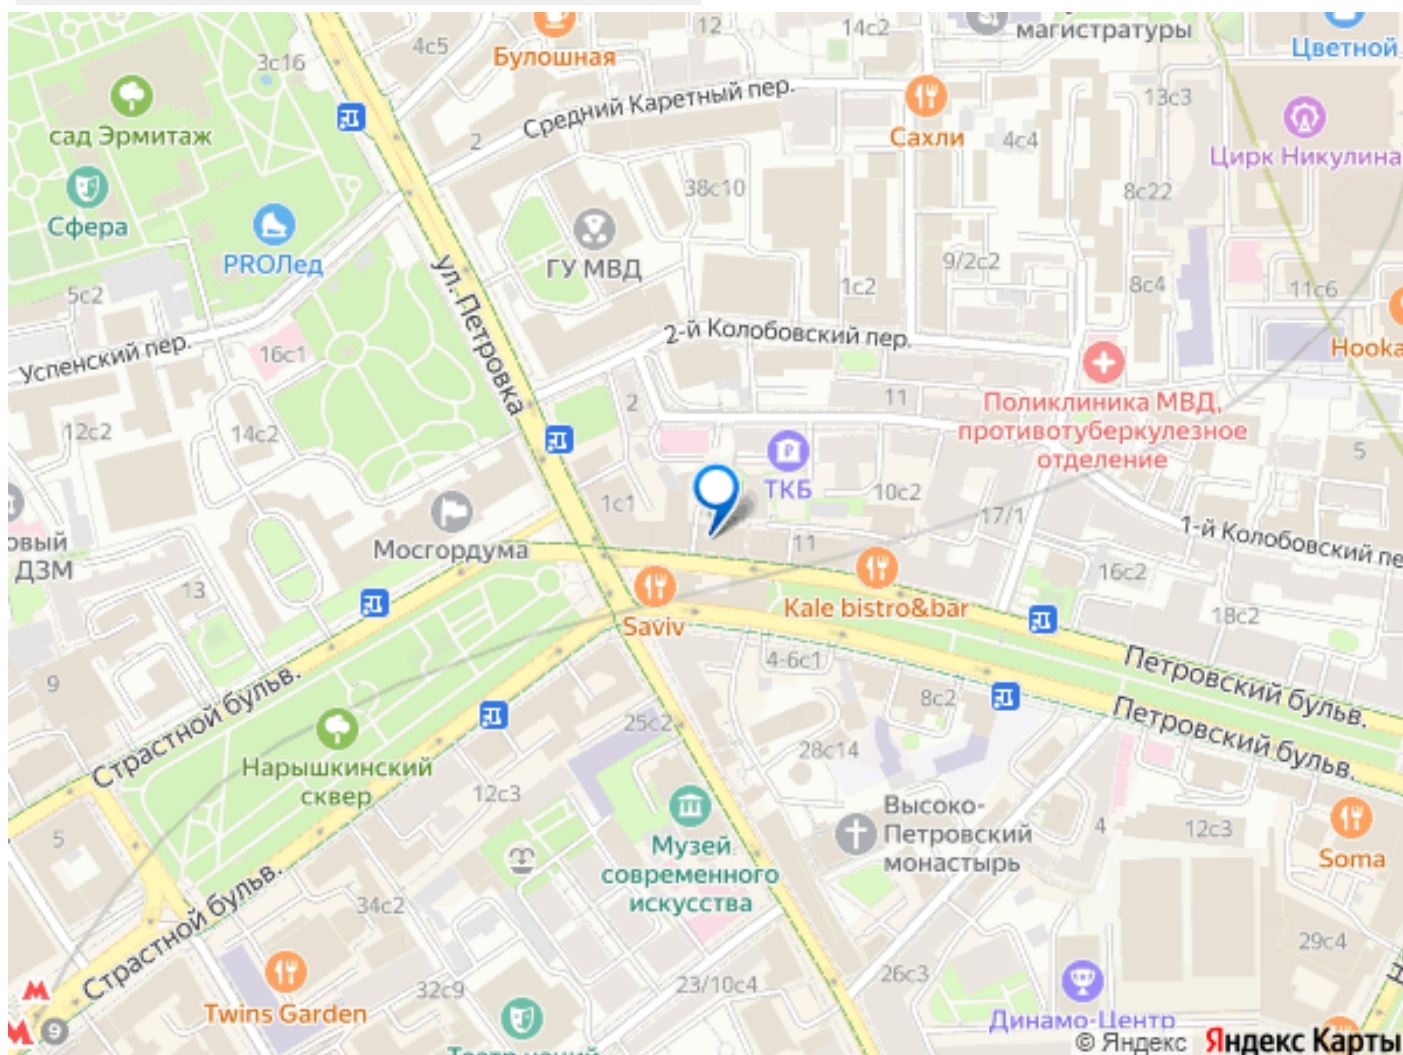 12
14с2
магистратуры
Цветной
4с5
Булошная
3с16
Средний Каретный пер.
13с3
сад Эрмитаж
2
Сахли
4с4
Цирк Никулина
38с10
8с22
Сфера
PROЛед
ГУ МВД
ул. Петровка
9/2с2
1с2
8с4
11с6
5с2
2-й Колобовский пер.
Успенский пер.
16с1
Hooka
11
Поликлиника МВД,
противотуберкулезное
отделение
2
12с2
14с2
5
ТКБ
10с2
1с1
17/1
1-й Колобовский пе
Мосгордума
овый
ДЗМ
11
13
16с2
Kale bistro&bar
18с2
Saviv
4-6с1
Петровский бульв.
9
8с2
Страстной бульв.
25с2
Петровский бульв.
28с14
Нарышкинский
сквер
12с3
Высоко-
Петровский
монастырь
4
12с3
5
Музей
современного
искусства
Soma
Страстной бульв.
34с2
29с4
26с3
32с9
23/10с4
Twins Garden
9
Динамо-Центр
© Яндекс
Яндекс Карты